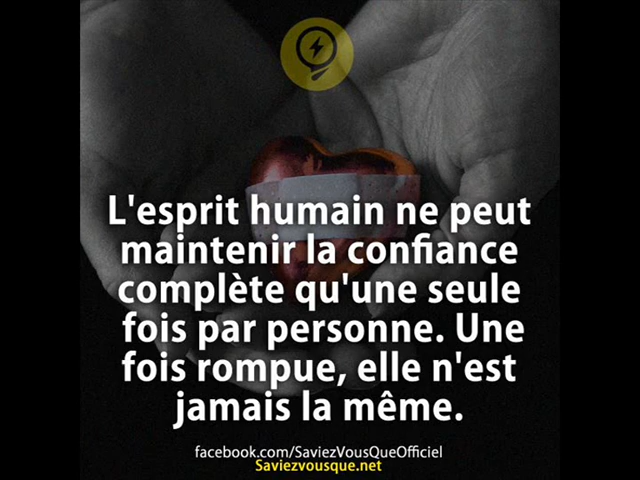 L'esprit humain ne peut
maintenir la confiance
complète qu'une seule
fois par personne. Une
fois rompue, elle n'est
jamais la même.
facebook.com/SaviezVousQueOfficiel
Saviezvousque.net